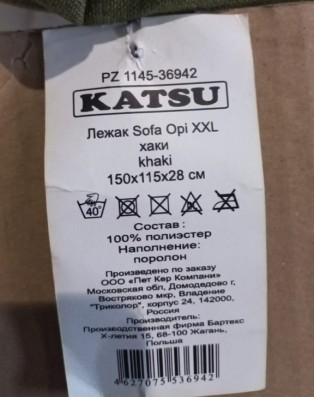 PZ 1145-36942
KATSU
Лежак Sofa Opi XXL
хаки
khaki
150x115x28 см
40°
Состав :
100% полиэстер
Наполнение:
поролон
Произведено по заказу
ООО «Пет Кер Компани»
Московская обл, Домодедово г,
Востряково мкр, Владение
"Триколор", корпус 24, 142000,
Россия
Производитель:
Производственная фирма Бартекс
Х-летия 15, 68-100 Жагань,
Польша
4627075 536942